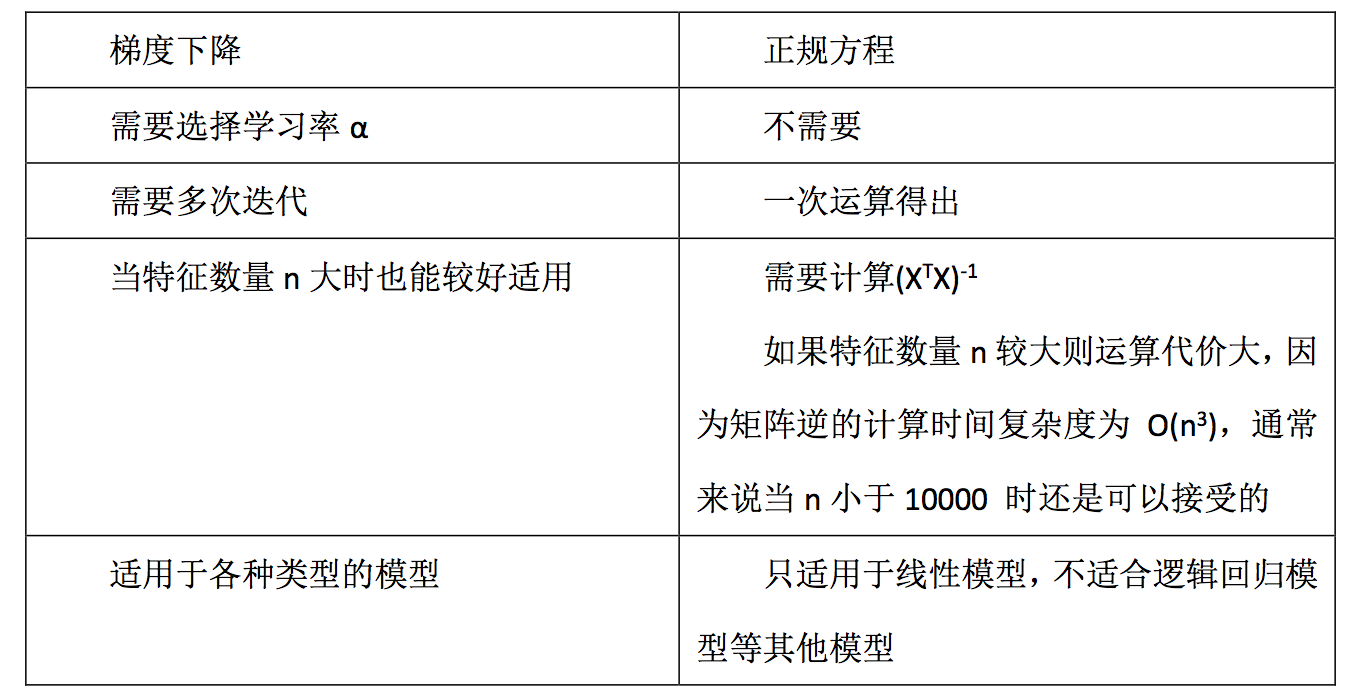 梯度下降
正规方程
需要选择学习率 α
不需要
需要多次迭代
一次运算得出
当特征数量 n 大时也能较好适用
需要计算(XᵀX)⁻¹
如果特征数量 n 较大则运算代价大，因
为矩阵逆的计算时间复杂度为 O(n³)，通常
来说当 n 小于 10000 时还是可以接受的
适用于各种类型的模型
只适用于线性模型，不适合逻辑回归模
型等其他模型